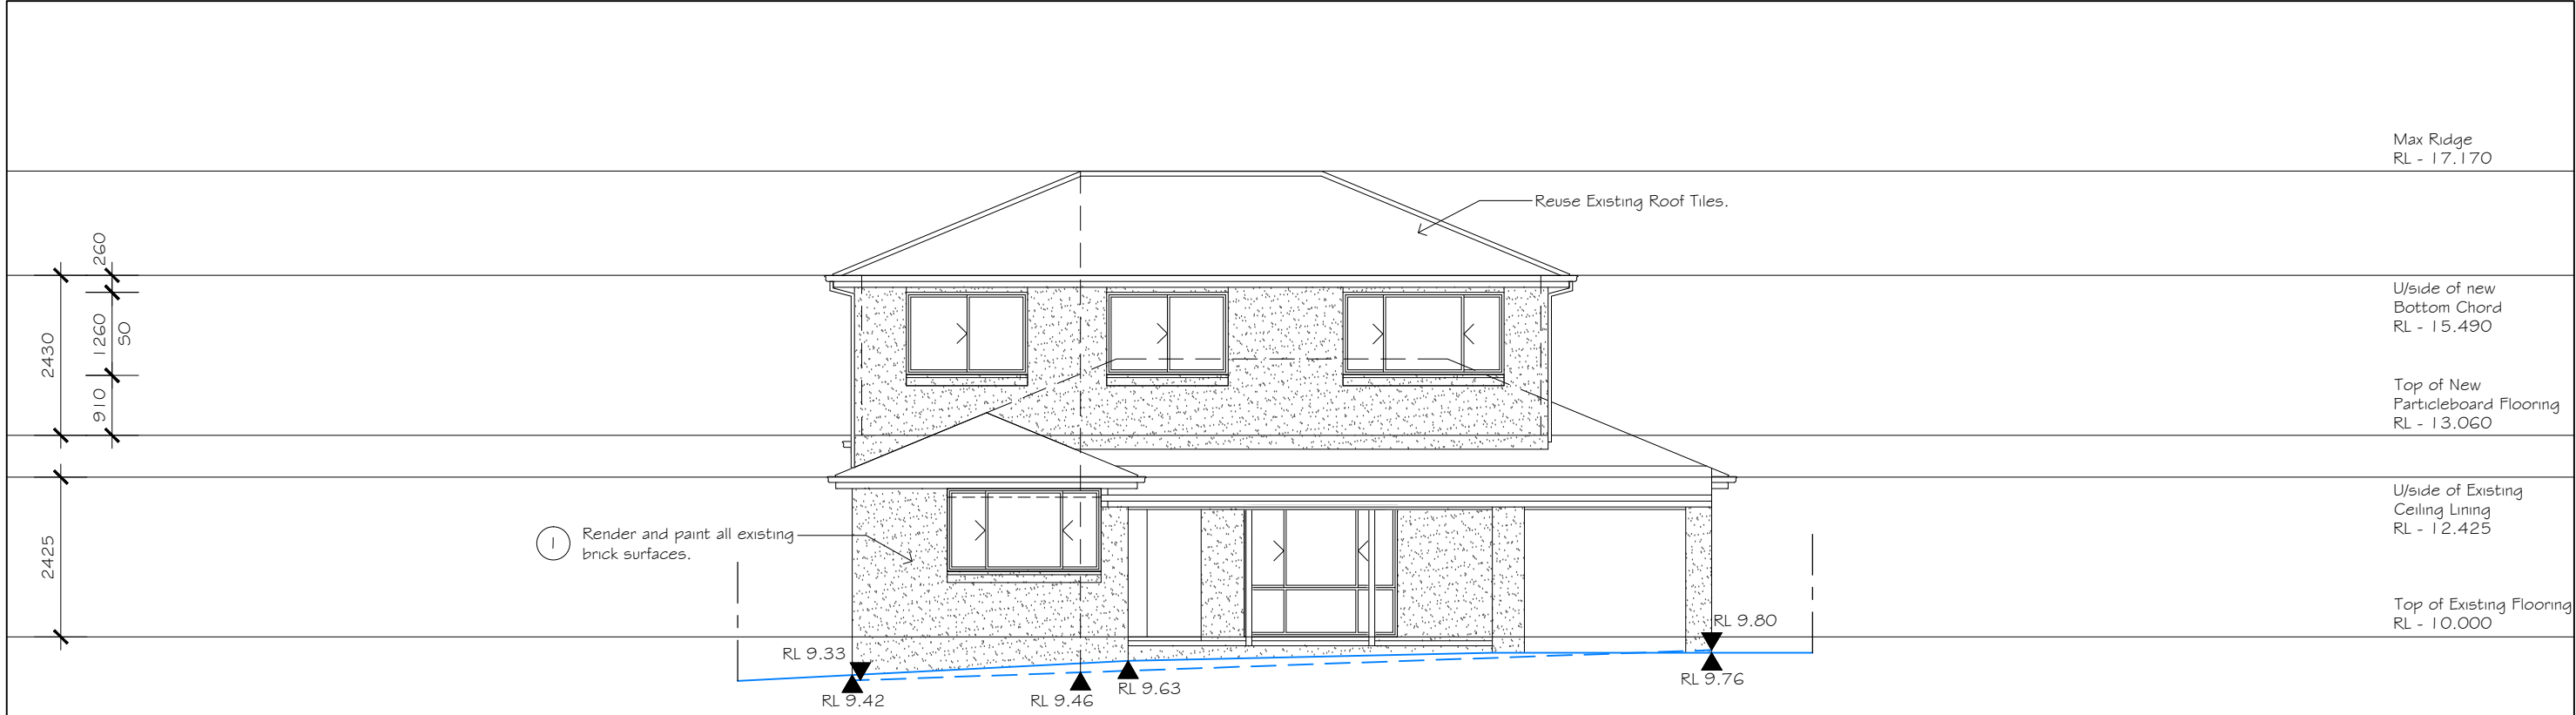 Max Ridge
RL - 17.170
Reuse Existing Roof Tiles.
260
1260
50
2430
910
U/side of new
Bottom Chord
RL - 15.490
Top of New
Particleboard Flooring
RL - 13.060
U/side of Existing
Ceiling Lining
RL - 12.425
1
Render and paint all existing
brick surfaces.
2425
Top of Existing Flooring
RL - 10.000
RL 9.80
RL 9.33
RL 9.42
RL 9.46
RL 9.63
RL 9.76